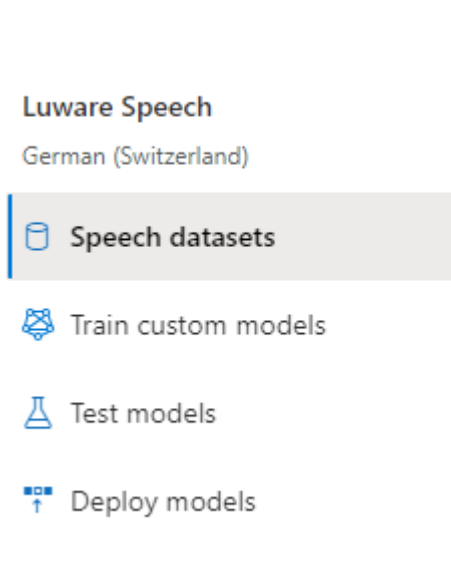 Luware Speech
German (Switzerland)
Speech datasets
Train custom models
Test models
Deploy models